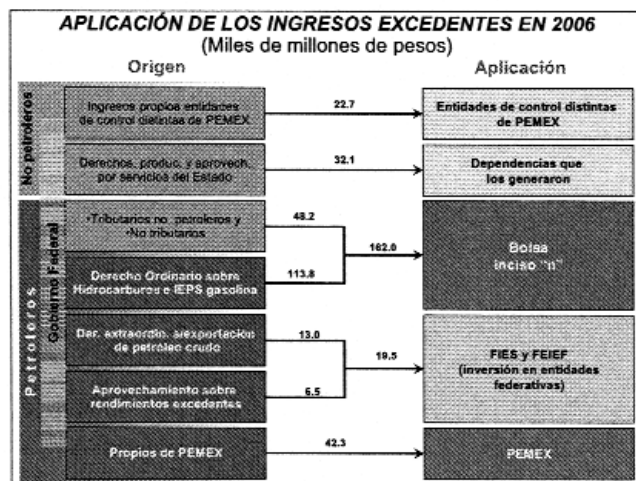 APLICACIÓN DE LOS INGRESOS EXCEDENTES EN 2006
(Miles de millones de pesos)
Origen
Aplicación
No petroleros
Ingresos propios entidades
de control distintas de PEMEX
22.7
Entidades de control distintas
de PEMEX
Derechos, produc. y aprovech.
por servicios del Estado
32.1
Dependencias que
los generaron
Gobierno Federal
•Tributarios no petroleros y
•No tributarios
48.2
162.0
Bolsa
inciso "n"
Petroleros
Derecho Ordinario sobre
Hidrocarburos e IEPS gasolina
113.8
Der. extraordin. s/exportación
de petróleo crudo
13.0
19.5
FIES y FEIEF
(inversión en entidades
federativas)
Aprovechamiento sobre
rendimientos excedentes
6.5
Propios de PEMEX
42.3
PEMEX